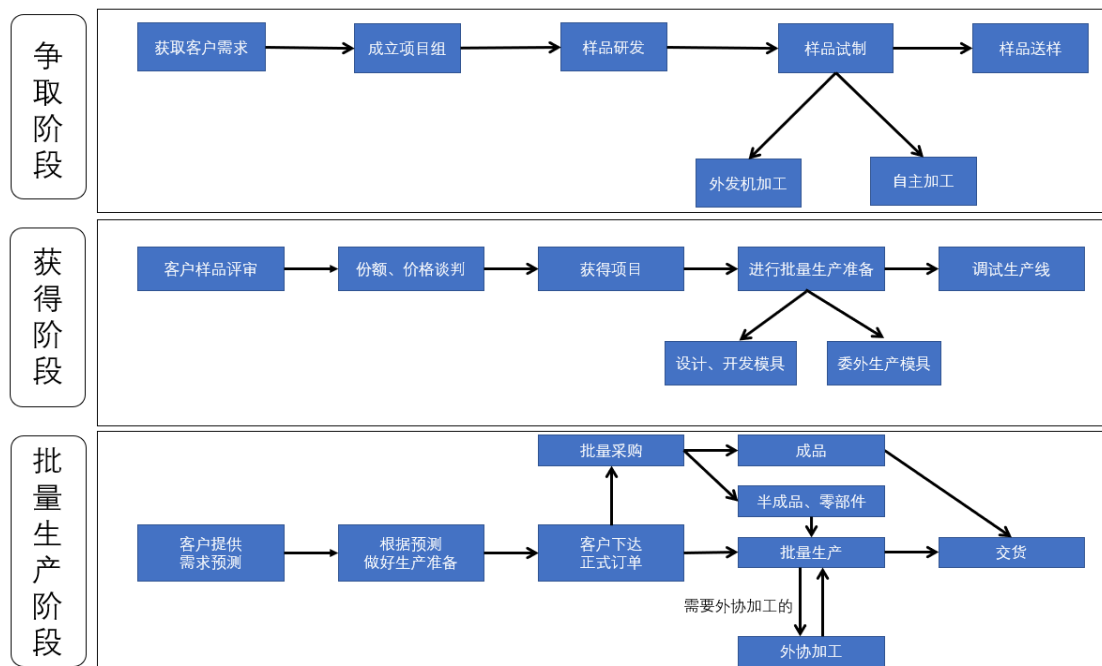 争取阶段
获取客户需求
成立项目组
样品研发
样品试制
样品送样
外发机加工
自主加工
获得阶段
客户样品评审
份额、价格谈判
获得项目
进行批量生产准备
调试生产线
设计、开发模具
委外生产模具
批量生产阶段
批量采购
成品
半成品、零部件
客户提供
需求预测
根据预测
做好生产准备
客户下达
正式订单
批量生产
交货
需要外协加工的
外协加工